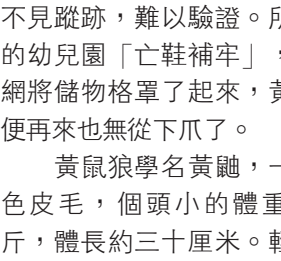 不見蹤跡，難以驗證。所
的幼兒園「亡鞋補牢」，
網將儲物格罩了起來，黃
便再來也無從下爪了。
黃鼠狼學名黃鼬，一
色皮毛，個頭小的體重
斤，體長約三十厘米。輕